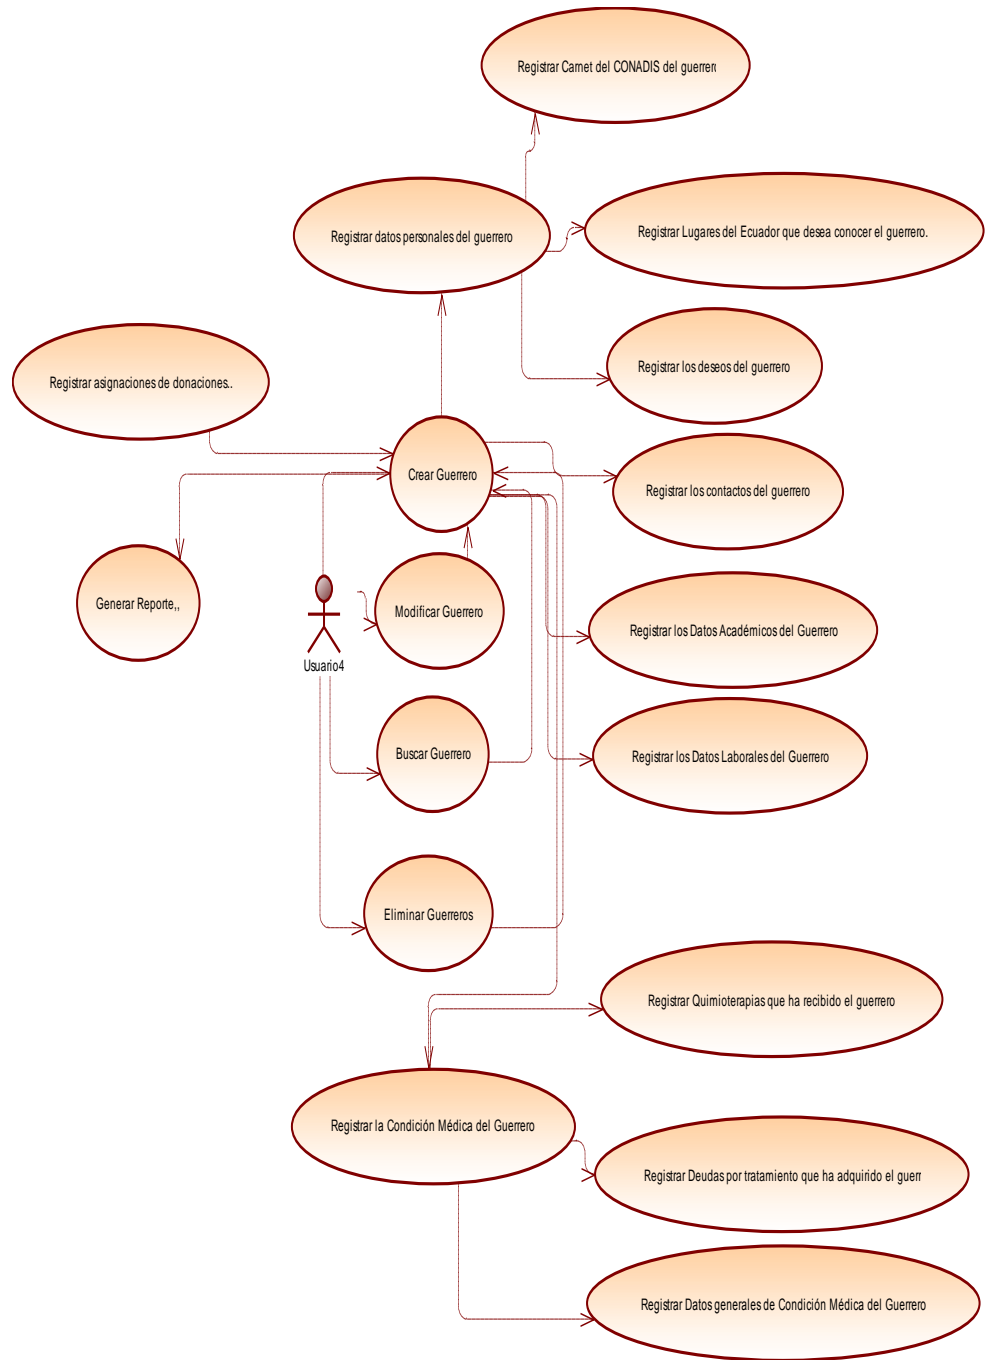 Registrar Carnet del CONADIS del guerrero
Registrar datos personales del guerrero
Registrar Lugares del Ecuador que desea conocer el guerrero.
Registrar los deseos del guerrero
Registrar asignaciones de donaciones..
Crear Guerrero
Registrar los contactos del guerrero
Generar Reporte,,
Modificar Guerrero
Usuario4
Registrar los Datos Académicos del Guerrero
Buscar Guerrero
Registrar los Datos Laborales del Guerrero
Eliminar Guerreros
Registrar Quimioterapias que ha recibido el guerrero
Registrar la Condición Médica del Guerrero
Registrar Deudas por tratamiento que ha adquirido el guerr
Registrar Datos generales de Condición Médica del Guerrero